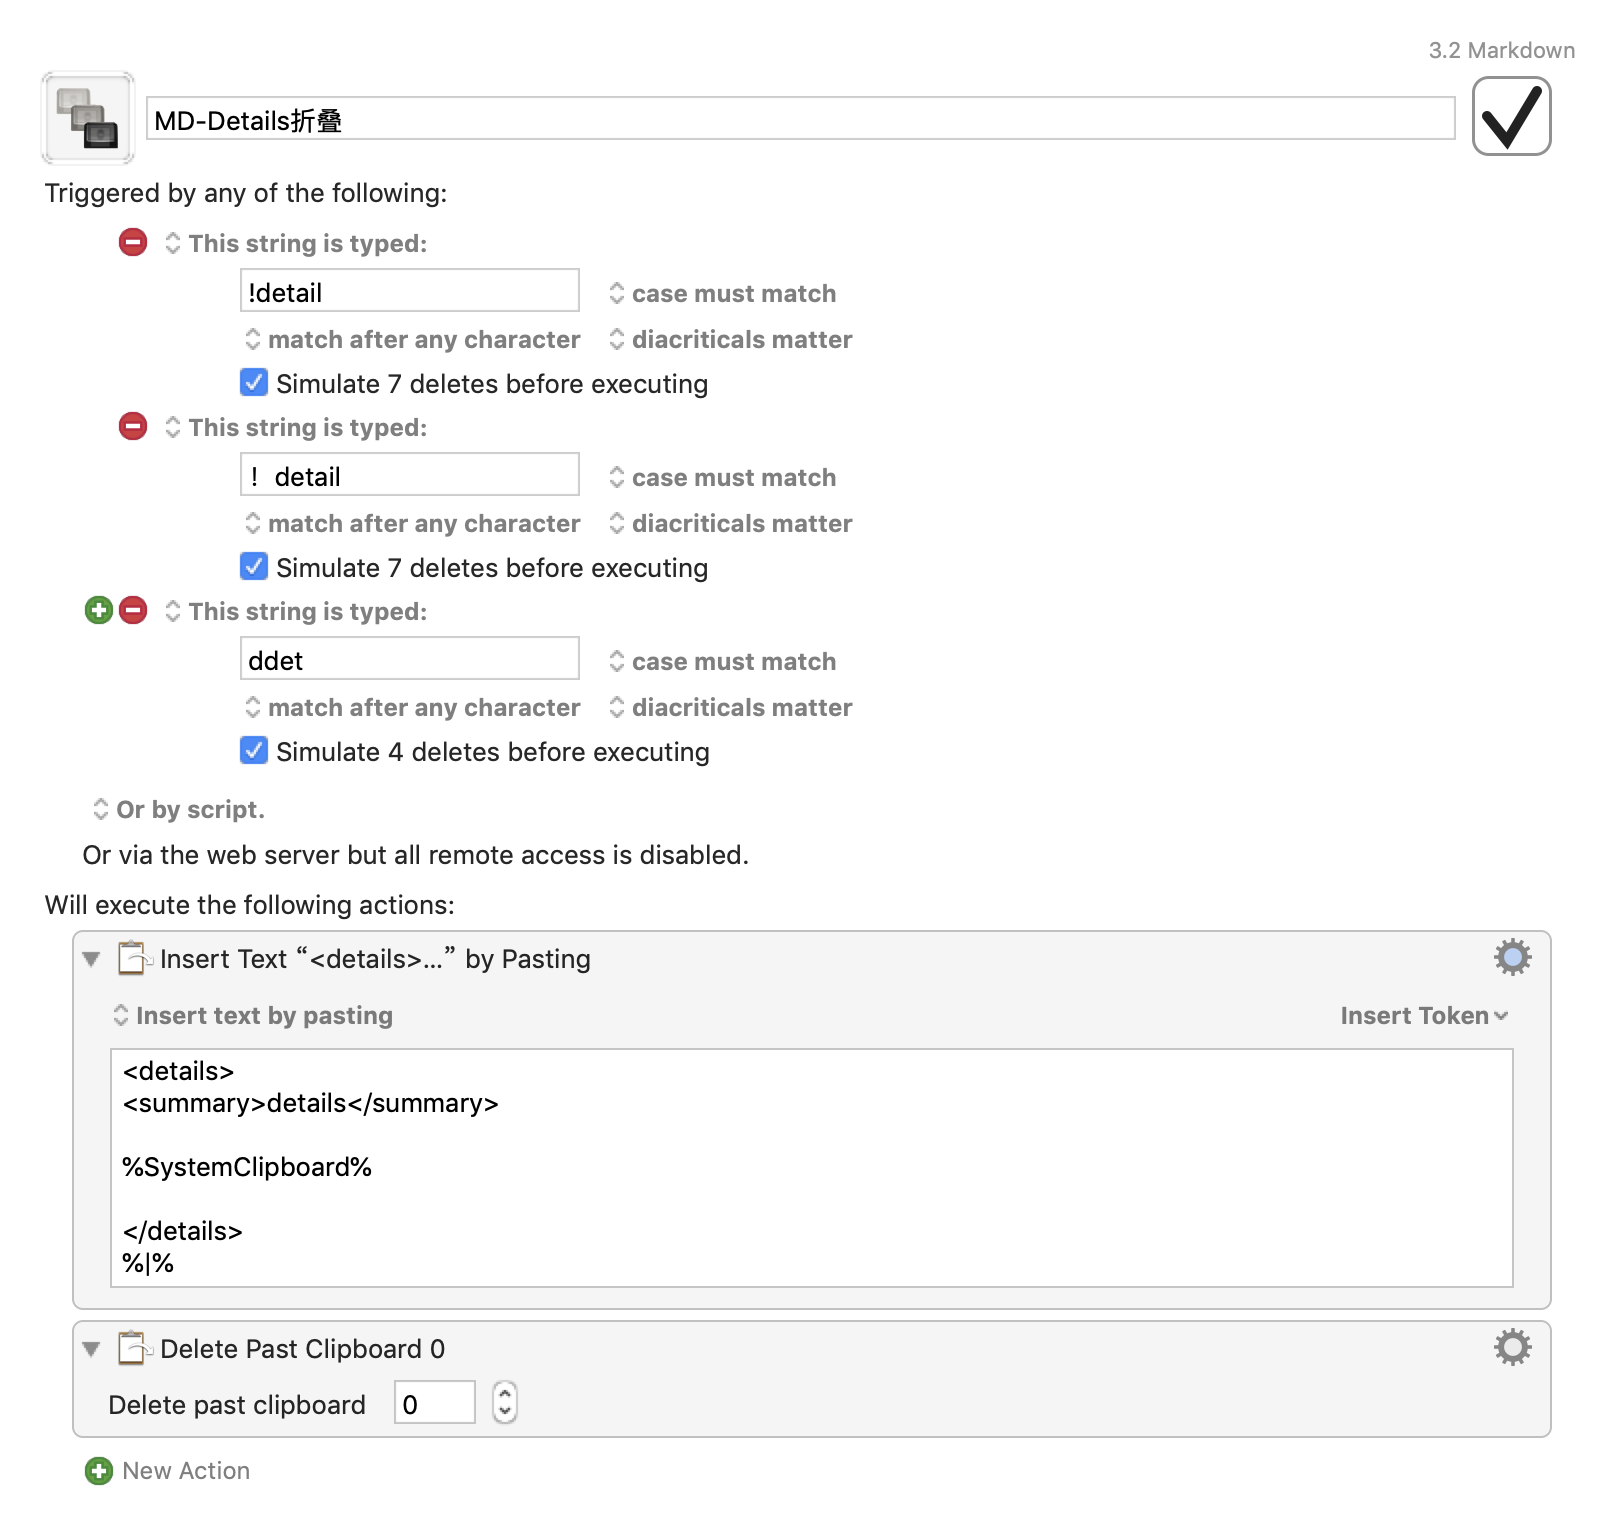 3.2 Markdown
MD-Details折叠
Triggered by any of the following:
This string is typed:
!detail
case must match
match after any character
diacriticals matter
Simulate 7 deletes before executing
This string is typed:
！detail
case must match
match after any character
diacriticals matter
Simulate 7 deletes before executing
This string is typed:
ddet
case must match
match after any character
diacriticals matter
Simulate 4 deletes before executing
Or by script.
Or via the web server but all remote access is disabled.
Will execute the following actions:
Insert Text “<details>…” by Pasting
Insert text by pasting
Insert Token
<details>
<summary>details</summary>
%SystemClipboard%
</details>
%|%
Delete Past Clipboard 0
Delete past clipboard
0
New Action